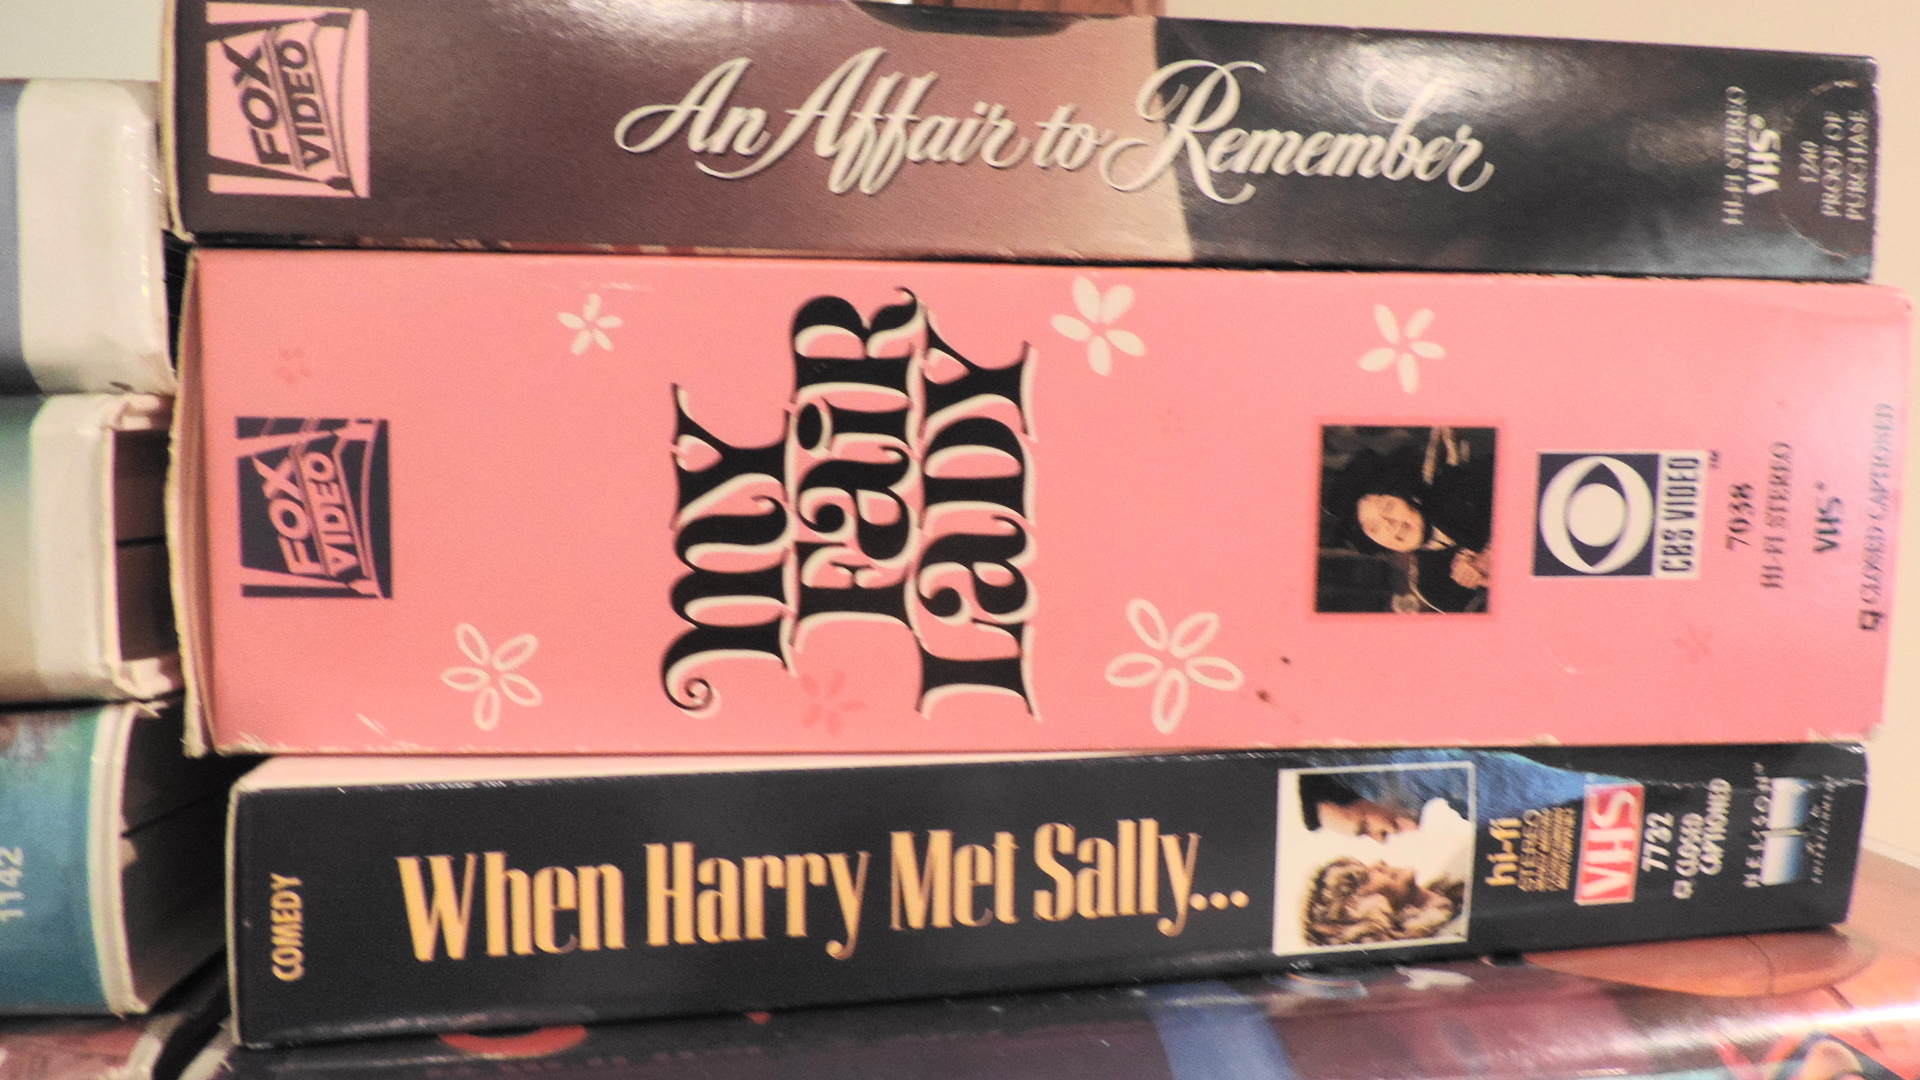 FOX
VIDEO
An Affair to Remember
HI-FI STEREO
VHS
1240
PROOF OF
PURCHASE
FOX
VIDEO
MY
FaiR
LaDY
CBS VIDEO
7038
HI-FI STEREO
VHS
CLOSED CAPTIONED
COMEDY
When Harry Met Sally...
hi-fi
STEREO
VHS
7732
CLOSED
CAPTIONED
NELSON
1142